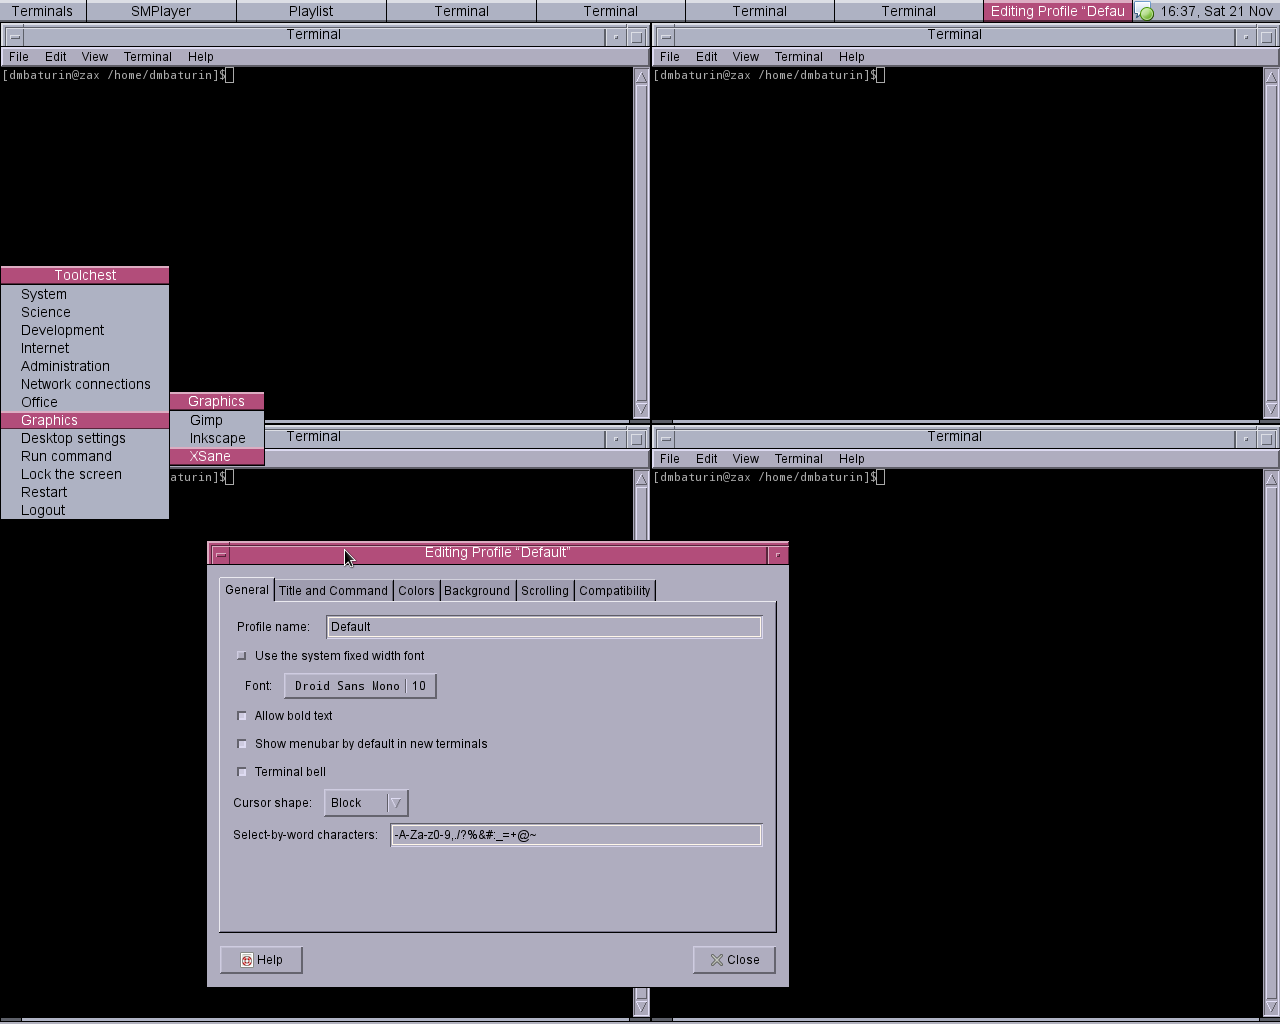 Terminals SMPlayer Playlist Terminal Terminal Terminal Terminal Editing Profile “Defau 16:37, Sat 21 Nov
Terminal
File Edit View Terminal Help
[dmbaturin@zax /home/dmbaturin]$
Terminal
File Edit View Terminal Help
[dmbaturin@zax /home/dmbaturin]$
Toolchest
System
Science
Development
Internet
Administration
Network connections
Office
Graphics
Desktop settings
Run command
Lock the screen
Restart
Logout
Graphics
Gimp
Inkscape
XSane
Terminal
aturin]$
Terminal
File Edit View Terminal Help
[dmbaturin@zax /home/dmbaturin]$
Editing Profile “Default”
General Title and Command Colors Background Scrolling Compatibility
Profile name: Default
Use the system fixed width font
Font: Droid Sans Mono 10
Allow bold text
Show menubar by default in new terminals
Terminal bell
Cursor shape: Block
Select-by-word characters: -A-Za-z0-9,./?%&#:_=+@~
Help Close